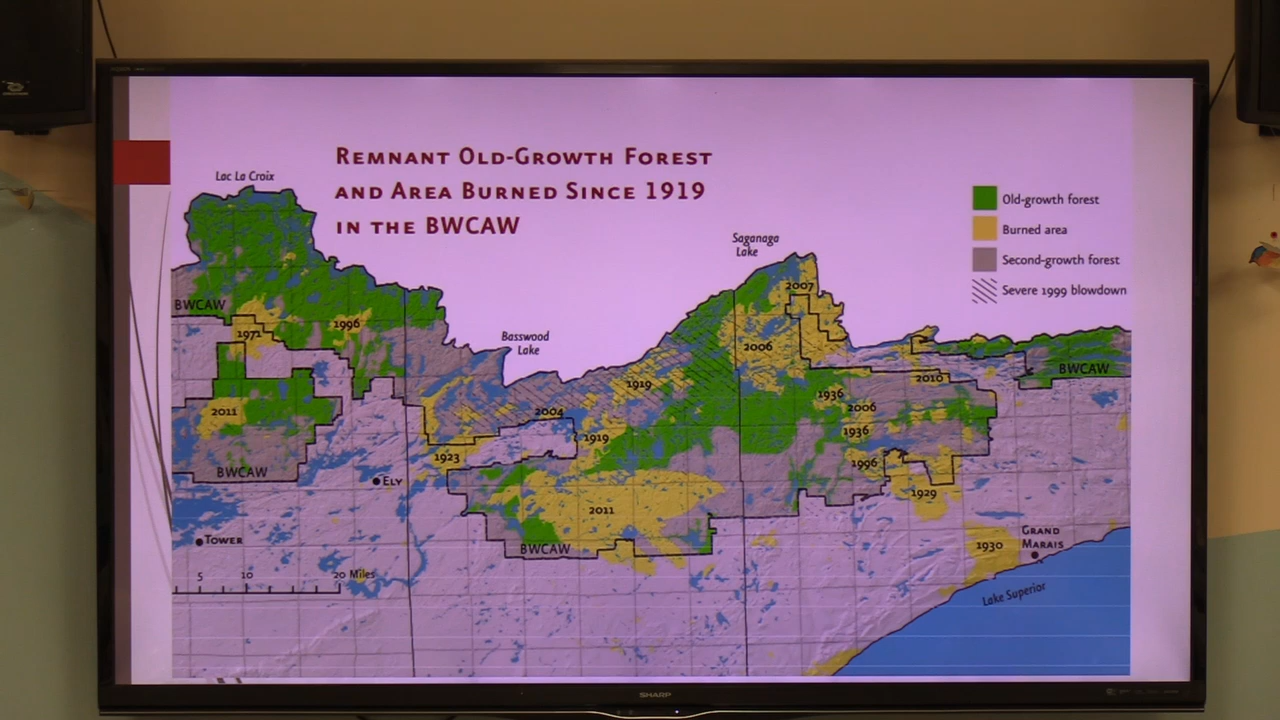 REMNANT OLD-GROWTH FOREST
AND AREA BURNED SINCE 1919
IN THE BWCAW
Lac La Croix
Old-growth forest
Burned area
Second-growth forest
Severe 1999 blowdown
Saganaga
Lake
2007
BWCAW
1971
1996
Basswood
Lake
2006
BWCAW
2010
1919
1936
2006
2011
2004
1936
1919
1923
1996
BWCAW
ELY
1929
2011
TOWER
BWCAW
1930
GRAND
MARAIS
5 10 20 Miles
Lake Superior
SHARP